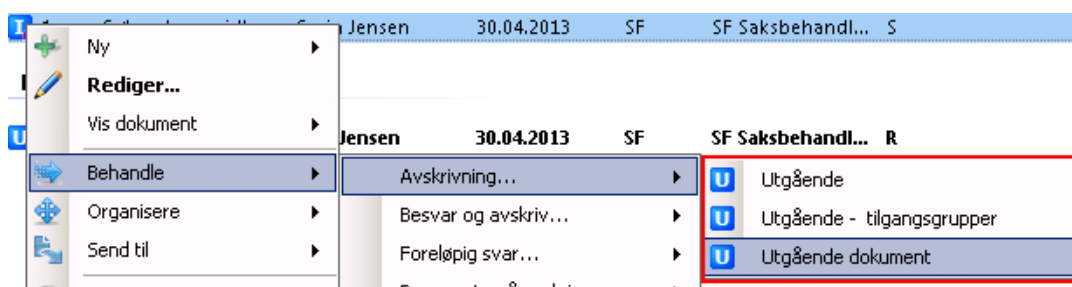 Jensen 30.04.2013 SF SF Saksbehandl... S
Ny
Rediger...
Vis dokument
Jensen 30.04.2013 SF SF Saksbehandl... R
Behandle Avskrivning... U Utgående
Organisere Besvar og avskriv... U Utgående - tilgangsgrupper
Send til Foreløpig svar... U Utgående dokument